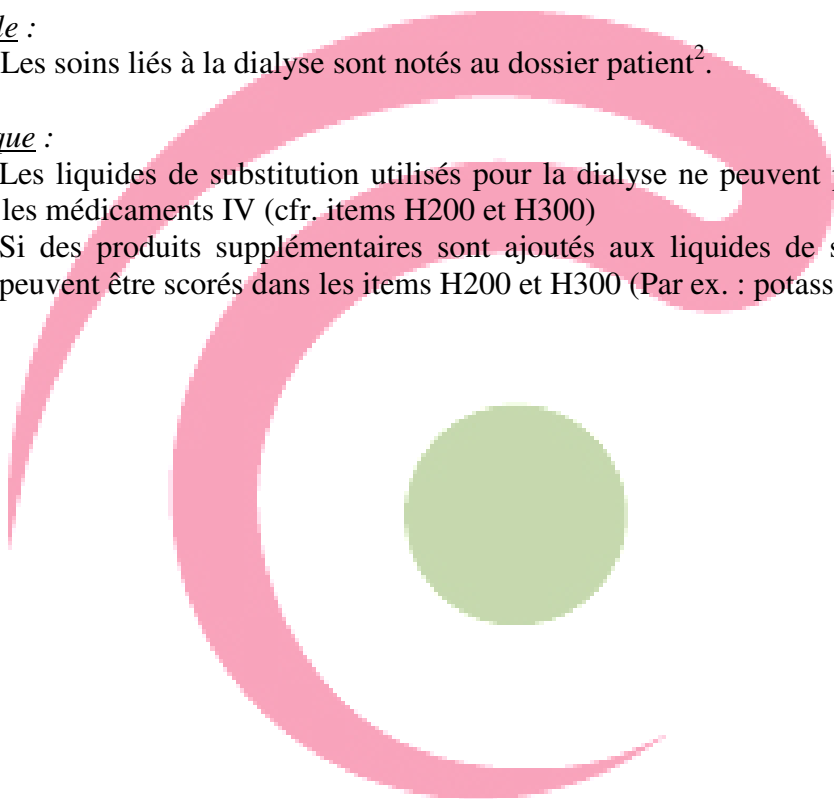 le :
Les soins liés à la dialyse sont notés au dossier patient².
que :
Les liquides de substitution utilisés pour la dialyse ne peuvent
les médicaments IV (cfr. items H200 et H300)
Si des produits supplémentaires sont ajoutés aux liquides de
peuvent être scorés dans les items H200 et H300 (Par ex. : potass